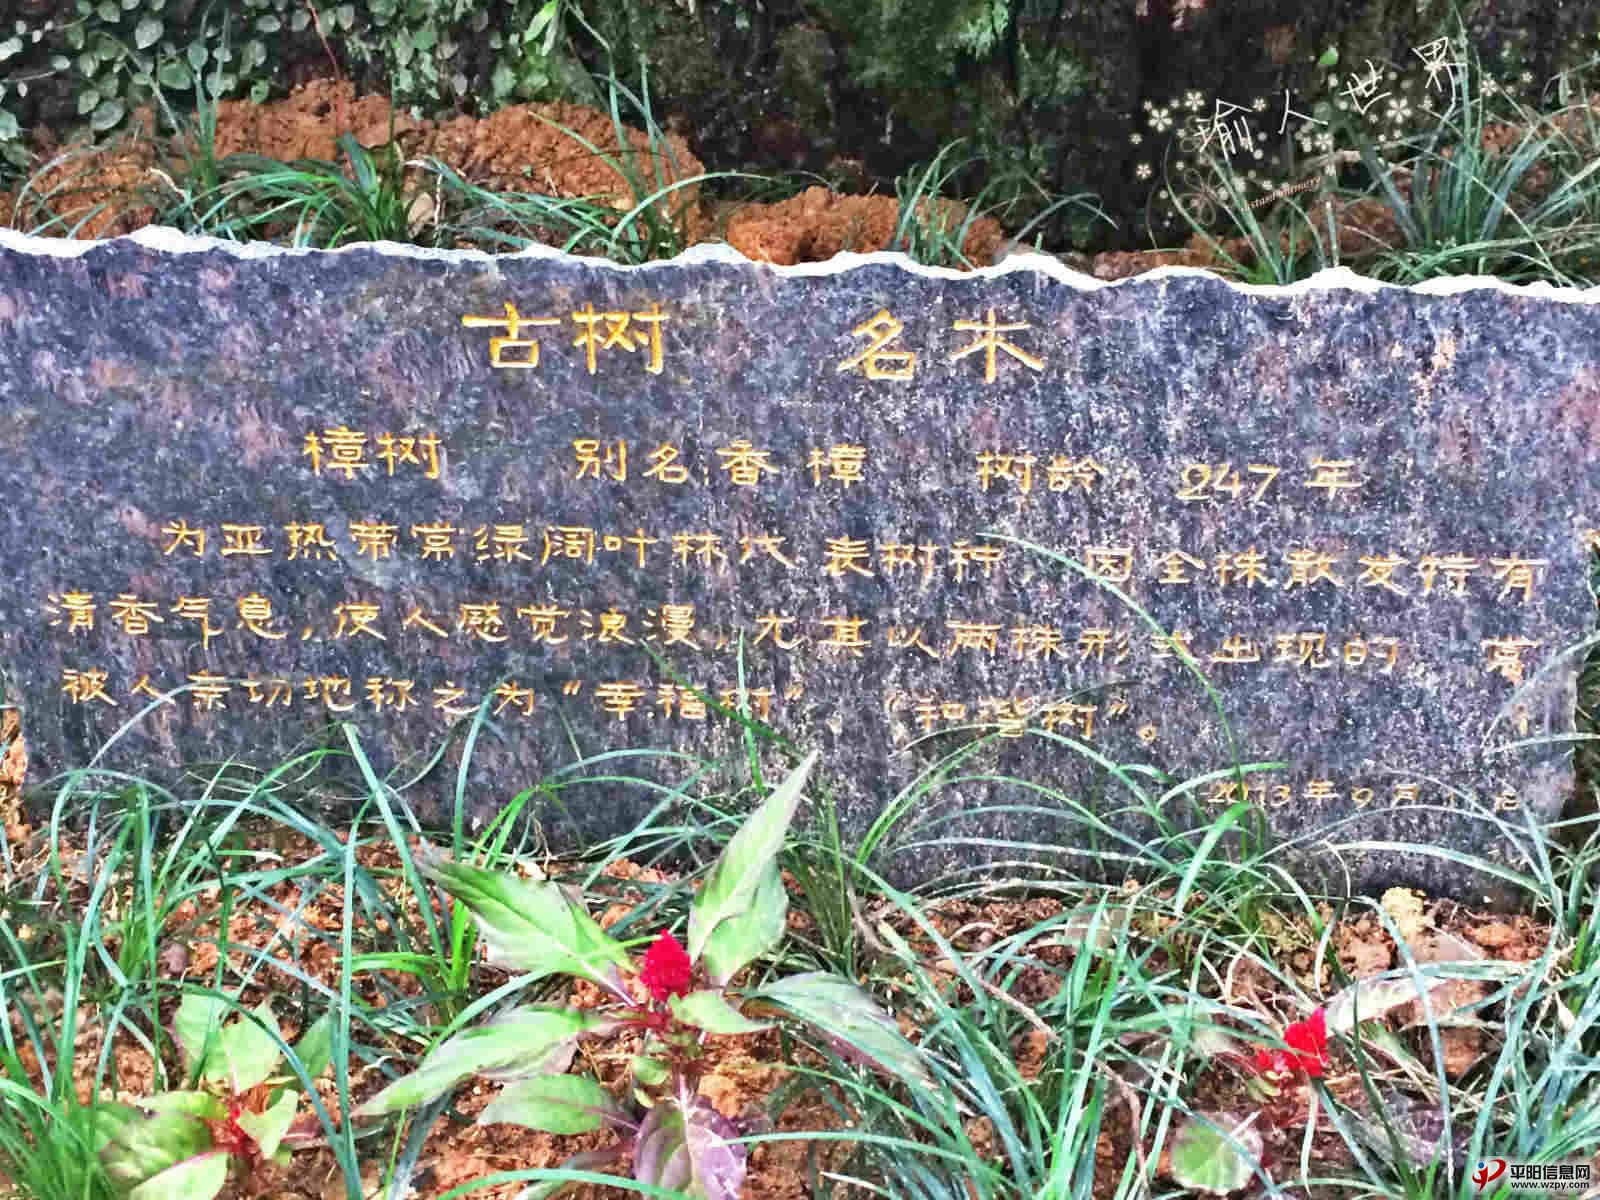 瑜人世界
古树 名木
樟树 别名:香樟 树龄 247年
为亚热带常绿阔叶林代表树种,因全株散发特有
清香气息,使人感觉浪漫,尤其以两株形式出现的 常
被人亲切地称之为“幸福树”、“和谐树”。
2013年9月
平阳信息网
www.wzpy.com